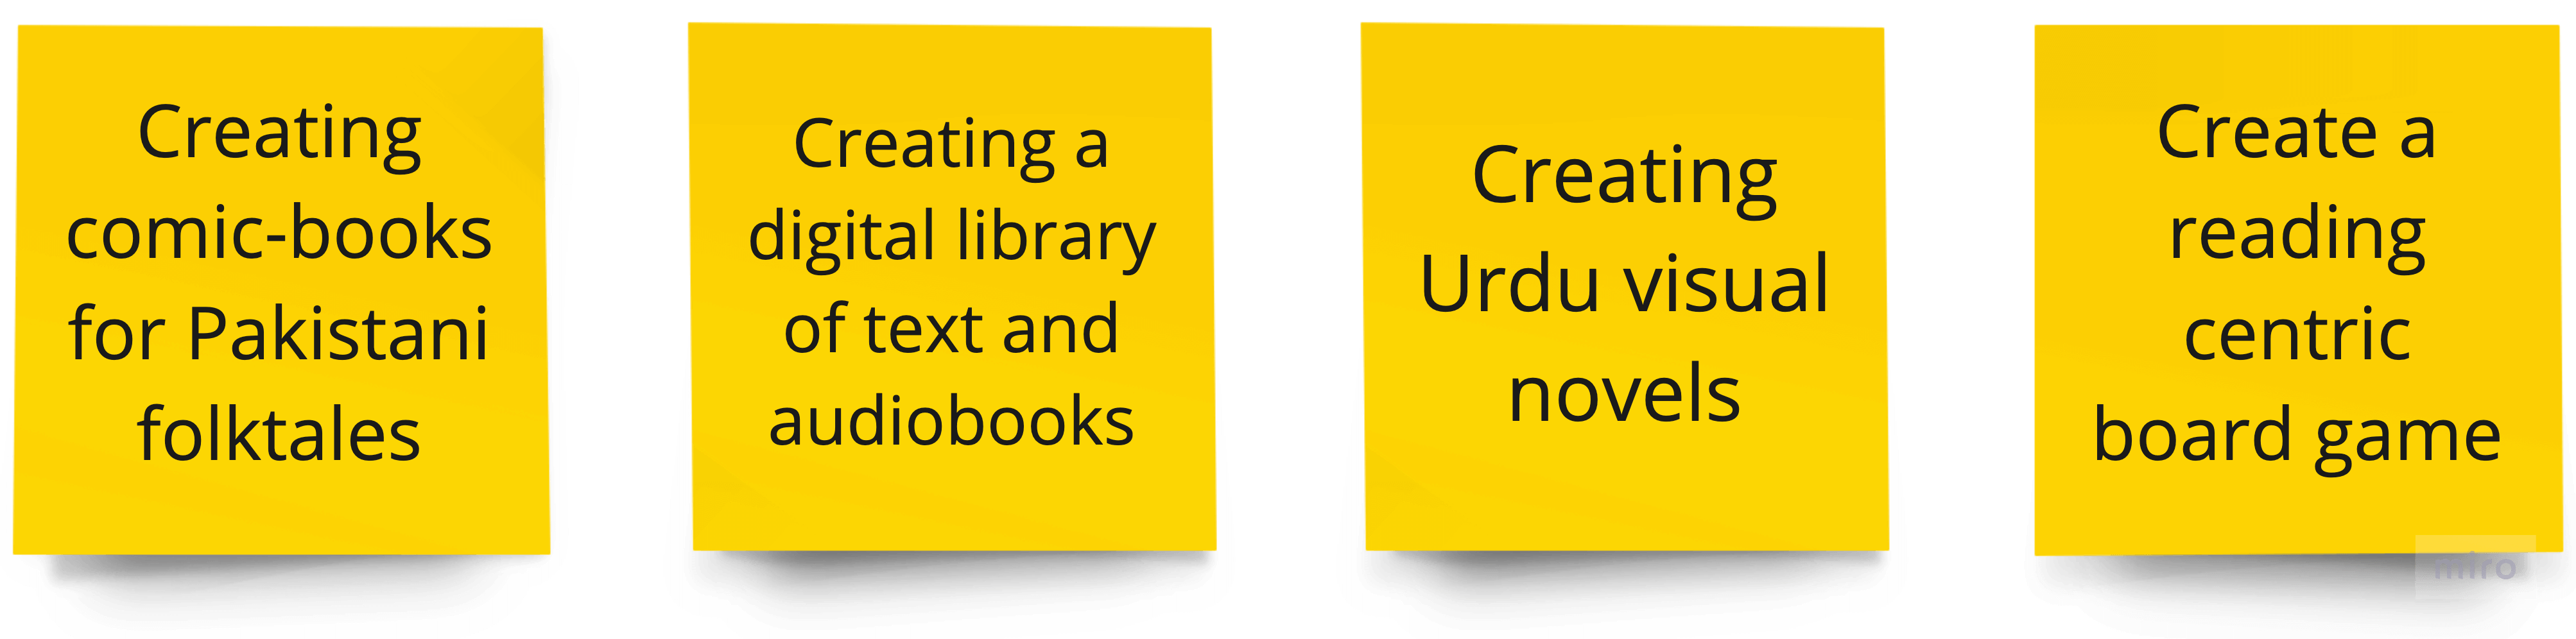 Creating
comic-books
for Pakistani
folktales
Creating a
digital library
of text and
audiobooks
Creating
Urdu visual
novels
Create a
reading
centric
board game
miro